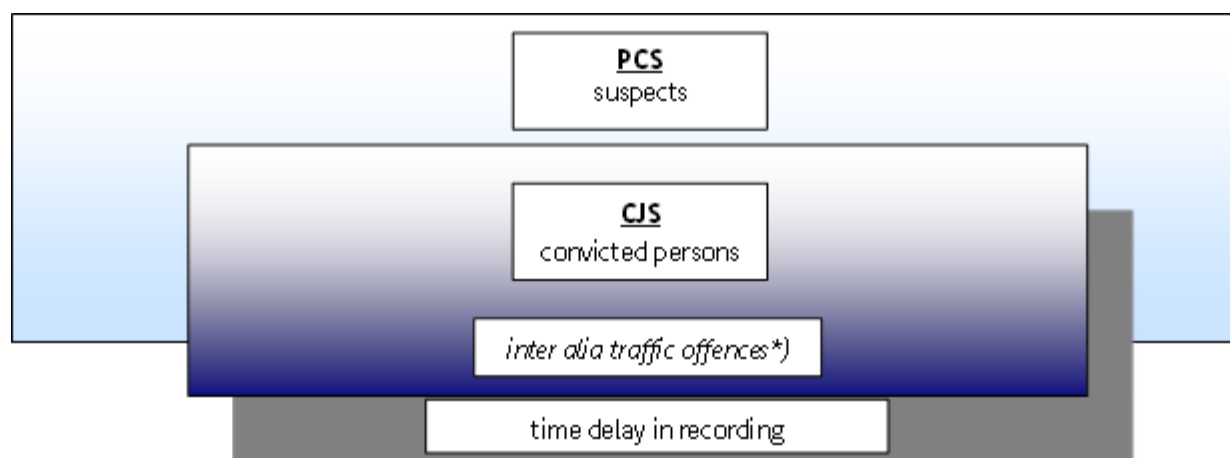 PCS
suspects
CJS
convicted persons
inter alia traffic offences*)
time delay in recording